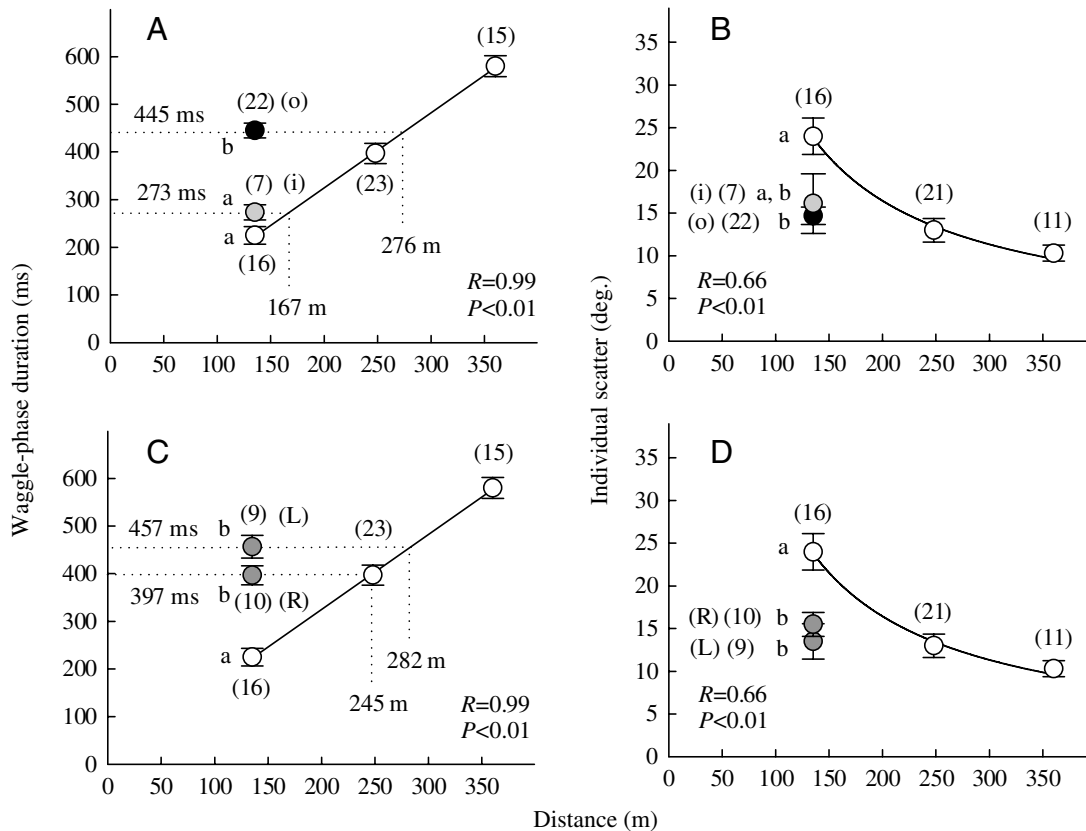 A
(15)
600
500
(22) (o)
445 ms
400
b
(7) (i)
(23)
300
273 ms
a
276 m
200
a
(16)
R=0.99
100
167 m
P<0.01
0
0 50 100 150 200 250 300 350
B
35
30
(16)
25
a
20
(21)
(i) (7) a, b
15
(11)
(o) (22) b
10
R=0.66
5
P<0.01
0
0 50 100 150 200 250 300 350
Waggle-phase duration (ms)
Individual scatter (deg.)
C
(15)
600
(9) (L)
(23)
500
457 ms b
400
397 ms
b (10) (R)
300
282 m
200
a
(16)
245 m
R=0.99
100
P<0.01
0
0 50 100 150 200 250 300 350
D
35
30
(16)
25
a
20
(21)
(R) (10) b
15
(L) (9) b
(11)
10
R=0.66
5
P<0.01
0
0 50 100 150 200 250 300 350
Distance (m)